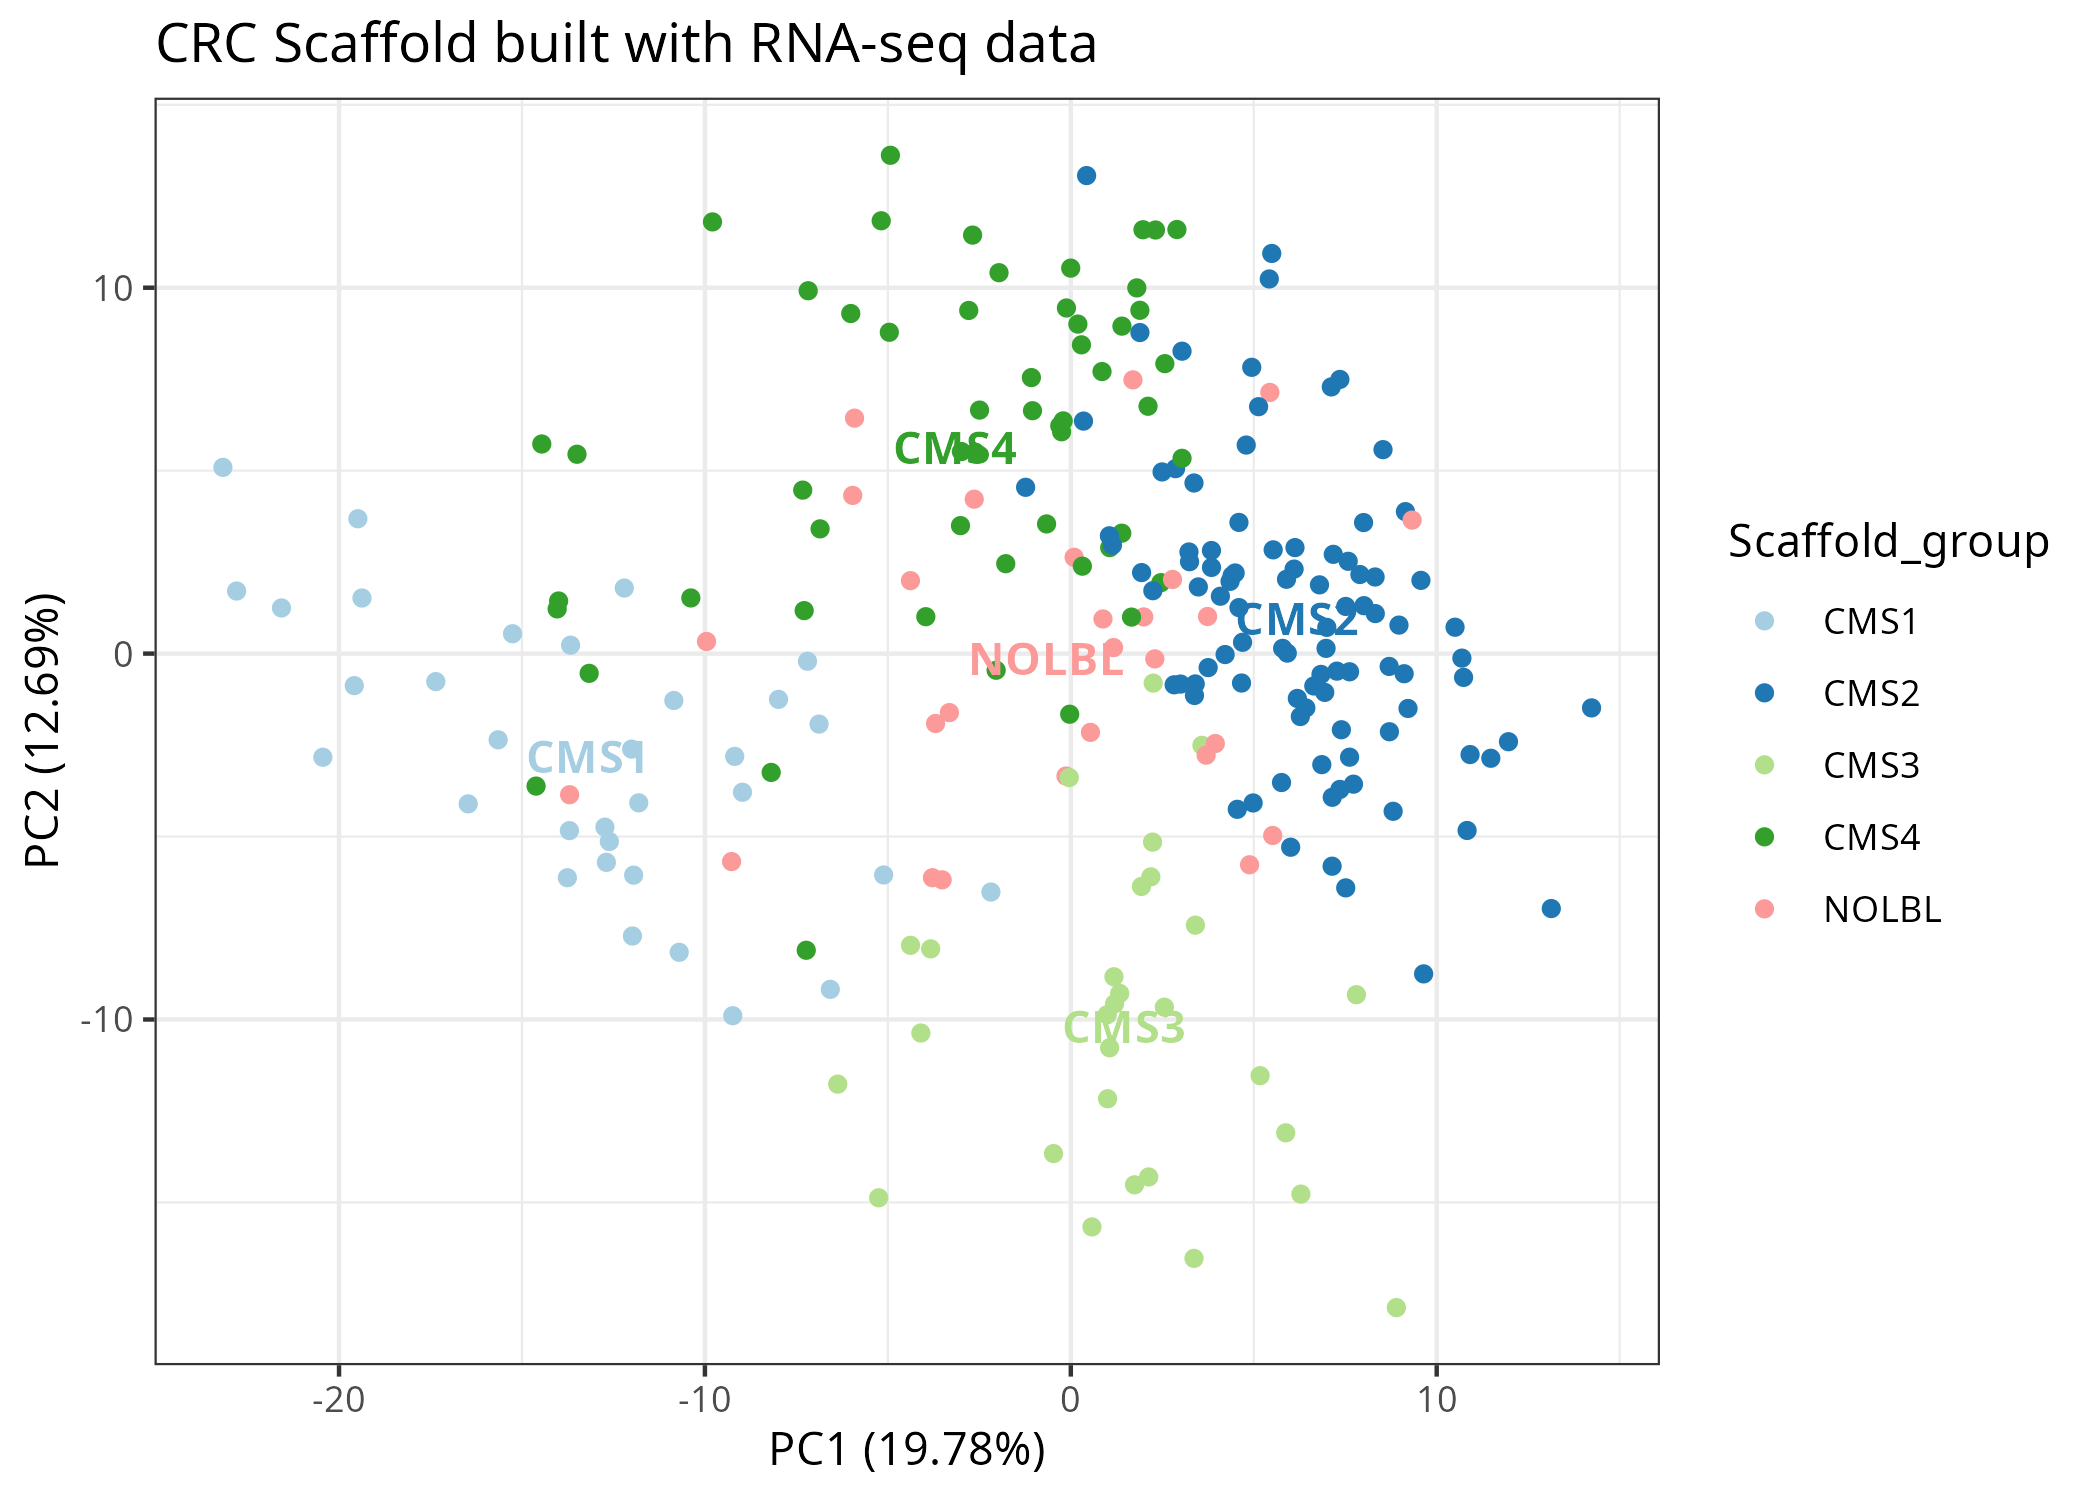 CRC Scaffold built with RNA-seq data
PC2 (12.69%)
10
0
-10
CMS4
CMS2
NOLBL
CMS1
CMS3
-20
-10
0
10
PC1 (19.78%)
Scaffold_group
CMS1
CMS2
CMS3
CMS4
NOLBL